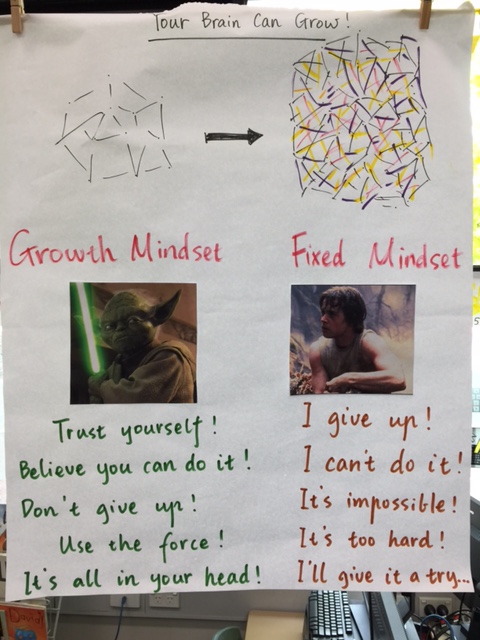 Your Brain Can Grow!
Growth Mindset
Trust yourself!
Believe you can do it!
Don't give up!
Use the force!
It's all in your head!
Fixed Mindset
I give up!
I can't do it!
It's impossible!
It's too hard!
I'll give it a try...